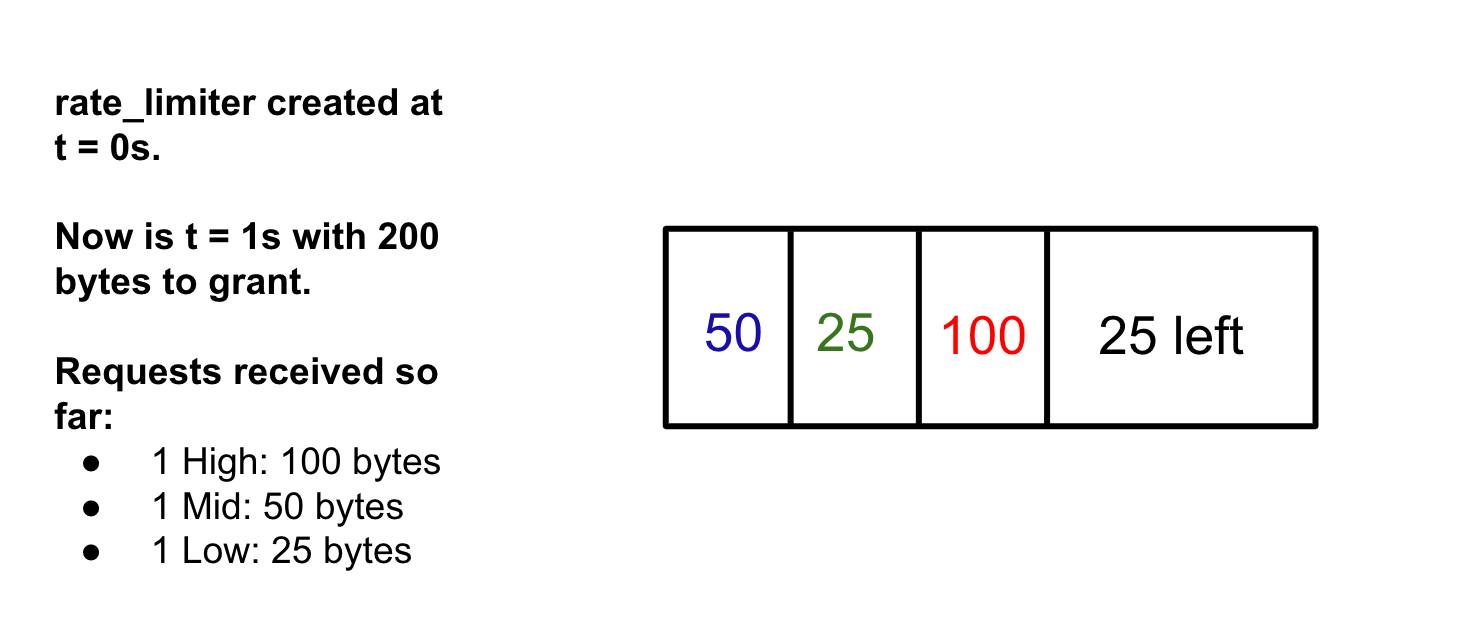 rate_limiter created at
t = 0s.
Now is t = 1s with 200
bytes to grant.
Requests received so
far:
● 1 High: 100 bytes
● 1 Mid: 50 bytes
● 1 Low: 25 bytes
50 25 100 25 left